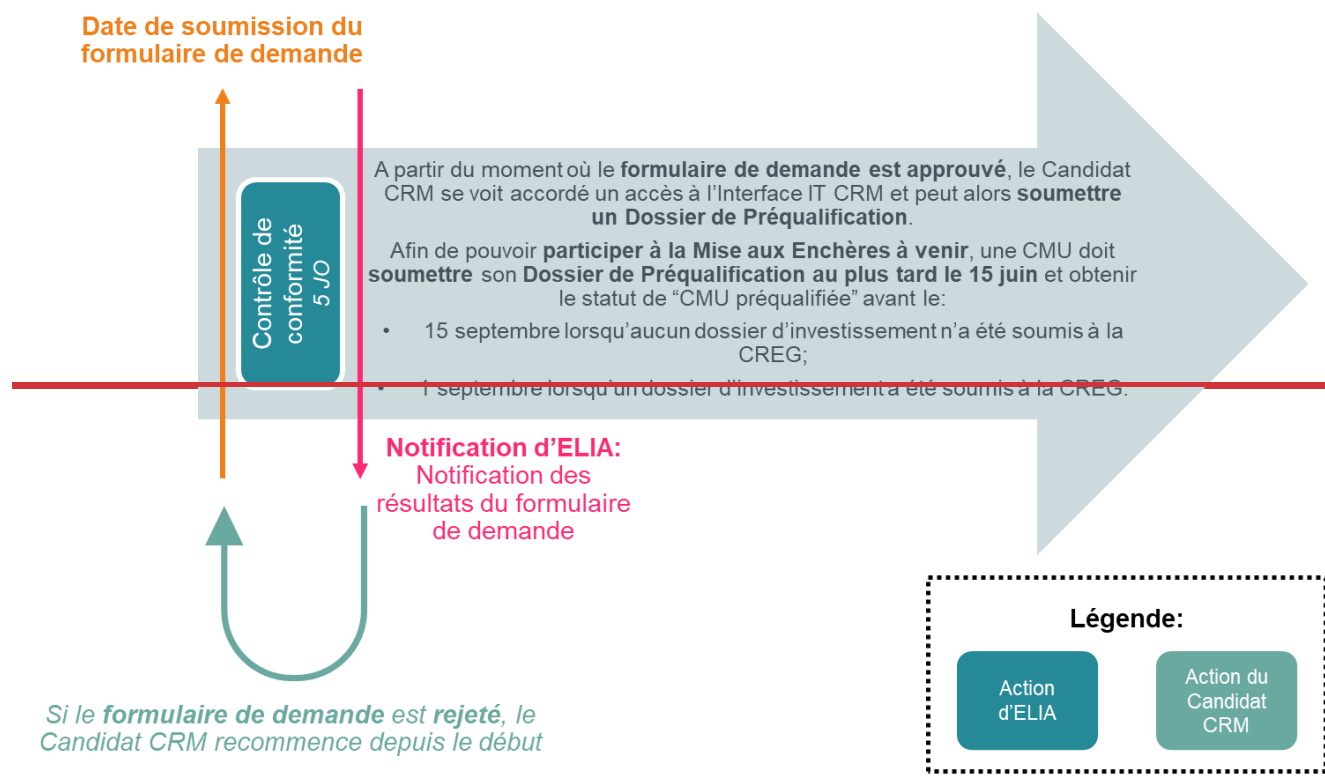 Date de soumission du
formulaire de demande
Contrôle de
conformité
5 JO
A partir du moment où le formulaire de demande est approuvé, le Candidat
CRM se voit accordé un accès à l'Interface IT CRM et peut alors soumettre
un Dossier de Préqualification.
Afin de pouvoir participer à la Mise aux Enchères à venir, une CMU doit
soumettre son Dossier de Préqualification au plus tard le 15 juin et obtenir
le statut de “CMU préqualifiée” avant le:
• 15 septembre lorsqu'aucun dossier d'investissement n'a été soumis à la
CREG;
• 1 septembre lorsqu'un dossier d'investissement a été soumis à la CREG.
Notification d'ELIA:
Notification des
résultats du formulaire
de demande
Si le formulaire de demande est rejeté, le
Candidat CRM recommence depuis le début
Légende:
Action
d'ELIA
Action du
Candidat
CRM